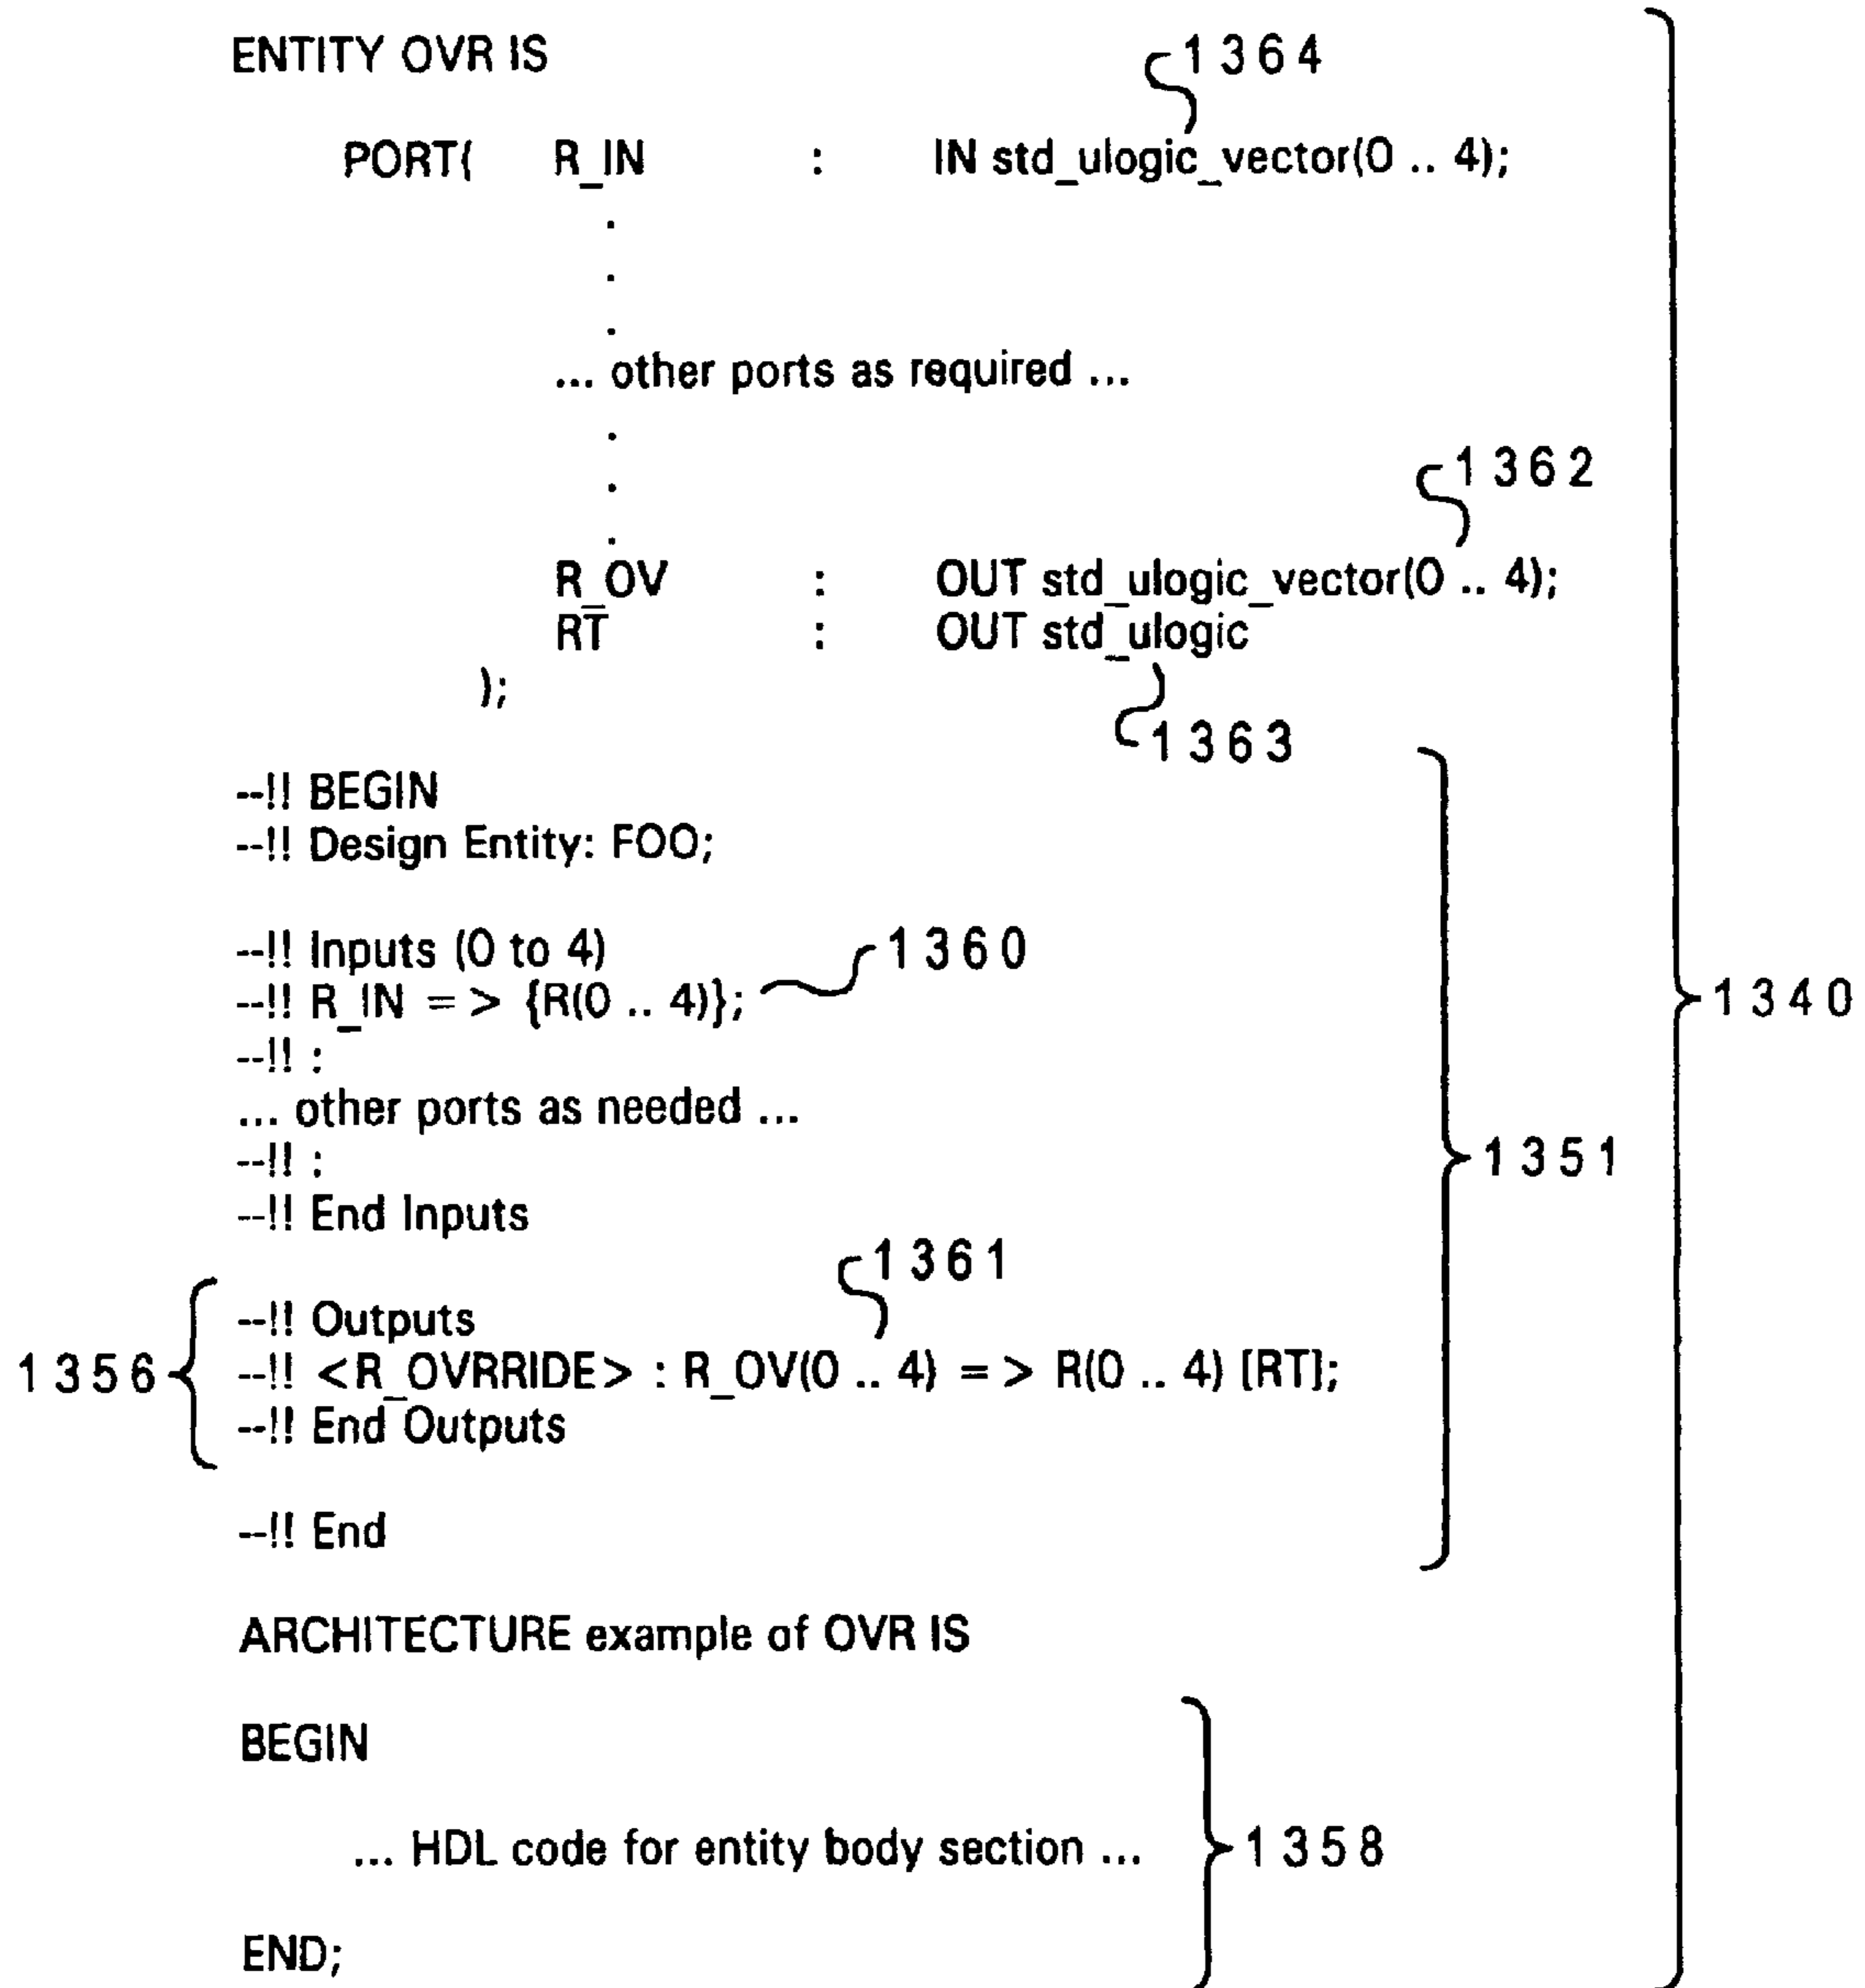 ENTITY OVR IS
1364
PORT( R_IN : IN std_ulogic_vector(0 .. 4);
.
.
.
... other ports as required ...
.
.
.
1362
R_OV : OUT std_ulogic_vector(0 .. 4);
RT : OUT std_ulogic
);
1363
--!! BEGIN
--!! Design Entity: FOO;
--!! Inputs (0 to 4)
1360
--!! R_IN => {R(0 .. 4)};
1340
--!! :
... other ports as needed ...
--!! :
1351
--!! End Inputs
1361
--!! Outputs
1356
--!! <R_OVRRIDE> : R_OV(0 .. 4) => R(0 .. 4) [RT];
--!! End Outputs
--!! End
ARCHITECTURE example of OVR IS
BEGIN
... HDL code for entity body section ...
1358
END;